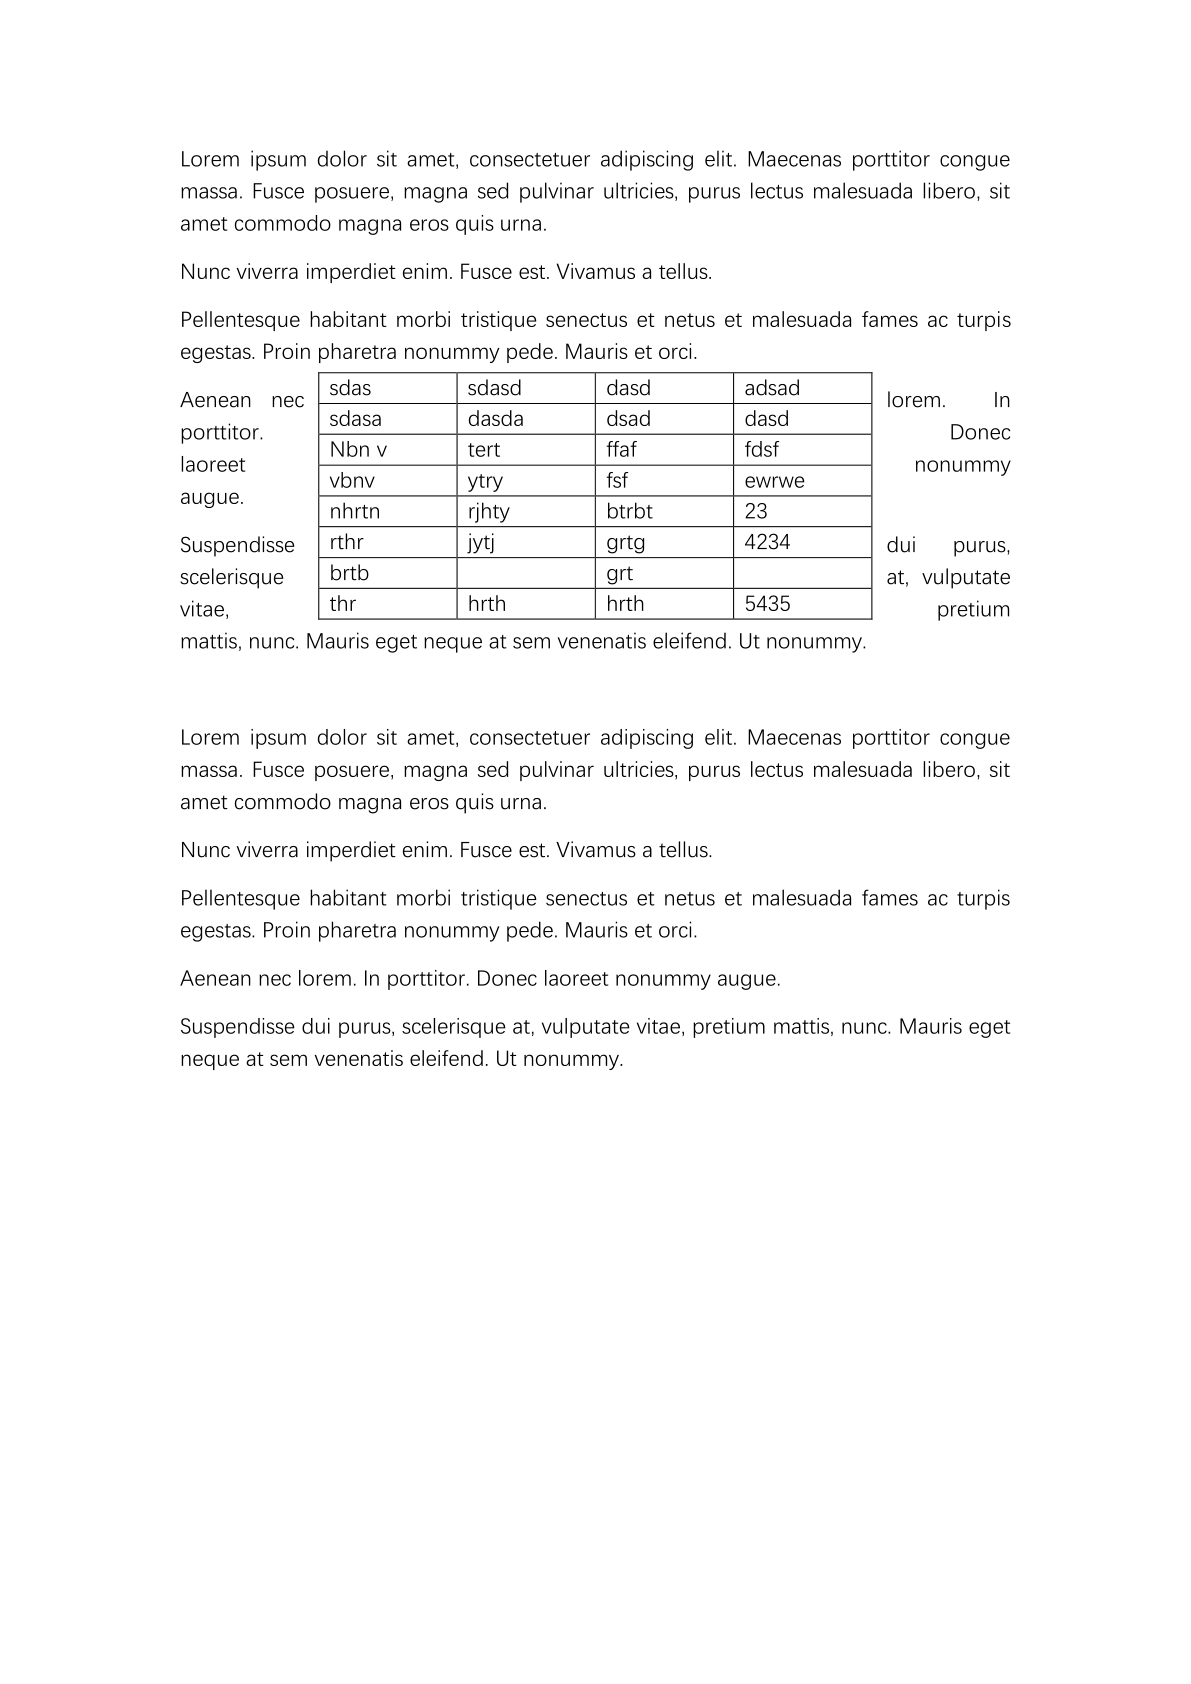 Lorem ipsum dolor sit amet, consectetuer adipiscing elit. Maecenas porttitor congue
massa. Fusce posuere, magna sed pulvinar ultricies, purus lectus malesuada libero, sit
amet commodo magna eros quis urna.
Nunc viverra imperdiet enim. Fusce est. Vivamus a tellus.
Pellentesque habitant morbi tristique senectus et netus et malesuada fames ac turpis
egestas. Proin pharetra nonummy pede. Mauris et orci.
Aenean nec lorem. In
porttitor. Donec
laoreet nonummy
augue.
sdas sdasd dasd adsad
sdasa dasda dsad dasd
Nbn v tert ffaf fdsf
vbnv ytry fsf ewrwe
nhrtn rjhty btrbt 23
rthr jytj grtg 4234
brtb grt
thr hrth hrth 5435
Suspendisse dui purus,
scelerisque at, vulputate
vitae, pretium
mattis, nunc. Mauris eget neque at sem venenatis eleifend. Ut nonummy.
Lorem ipsum dolor sit amet, consectetuer adipiscing elit. Maecenas porttitor congue
massa. Fusce posuere, magna sed pulvinar ultricies, purus lectus malesuada libero, sit
amet commodo magna eros quis urna.
Nunc viverra imperdiet enim. Fusce est. Vivamus a tellus.
Pellentesque habitant morbi tristique senectus et netus et malesuada fames ac turpis
egestas. Proin pharetra nonummy pede. Mauris et orci.
Aenean nec lorem. In porttitor. Donec laoreet nonummy augue.
Suspendisse dui purus, scelerisque at, vulputate vitae, pretium mattis, nunc. Mauris eget
neque at sem venenatis eleifend. Ut nonummy.